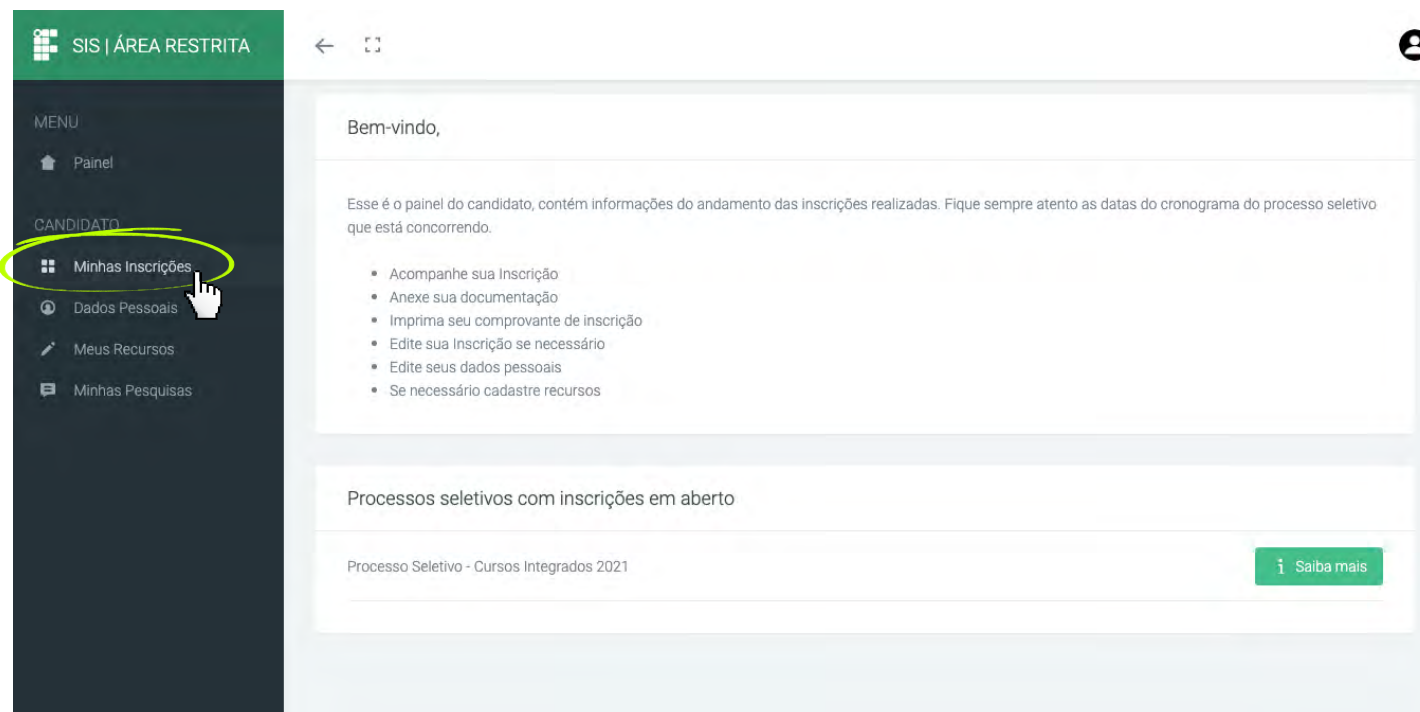 SIS | ÁREA RESTRITA
MENU
Painel
CANDIDATO
Minhas Inscrições
Dados Pessoais
Meus Recursos
Minhas Pesquisas
Bem-vindo,
Esse é o painel do candidato, contém informações do andamento das inscrições realizadas. Fique sempre atento as datas do cronograma do processo seletivo
que está concorrendo.
Acompanhe sua Inscrição
Anexe sua documentação
Imprima seu comprovante de inscrição
Edite sua Inscrição se necessário
Edite seus dados pessoais
Se necessário cadastre recursos
Processos seletivos com inscrições em aberto
Processo Seletivo - Cursos Integrados 2021
Saiba mais